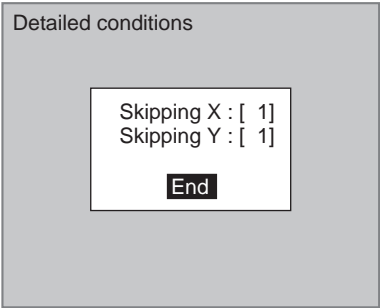 Detailed conditions
Skipping X : [  1]
Skipping Y : [  1]
End